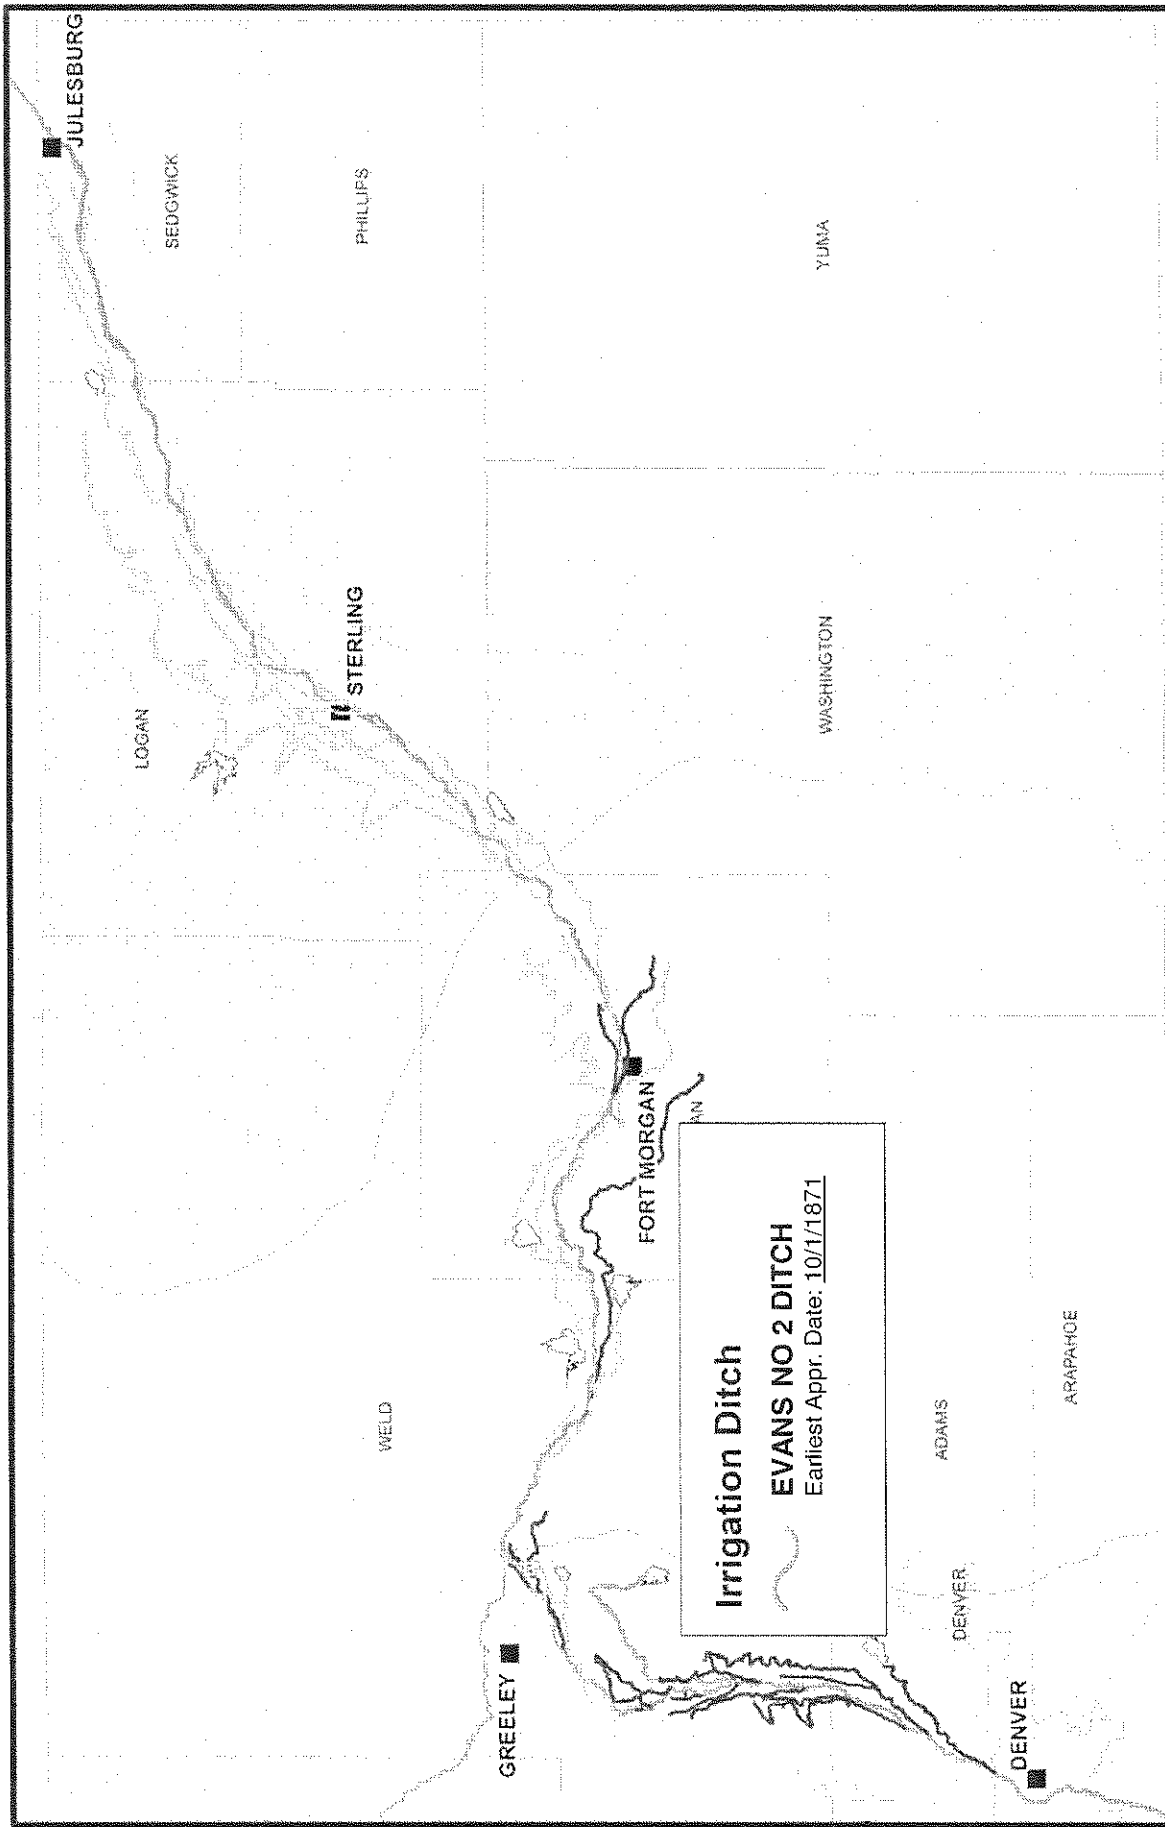 JULESBURG
SEDGWICK
PHILLIPS
YUMA
LOGAN
STERLING
WASHINGTON
WELD
FORT MORGAN
AN
GREELEY
Irrigation Ditch
EVANS NO 2 DITCH
Earliest Appr. Date: 10/1/1871
ADAMS
ARAPAHOE
DENVER
DENVER